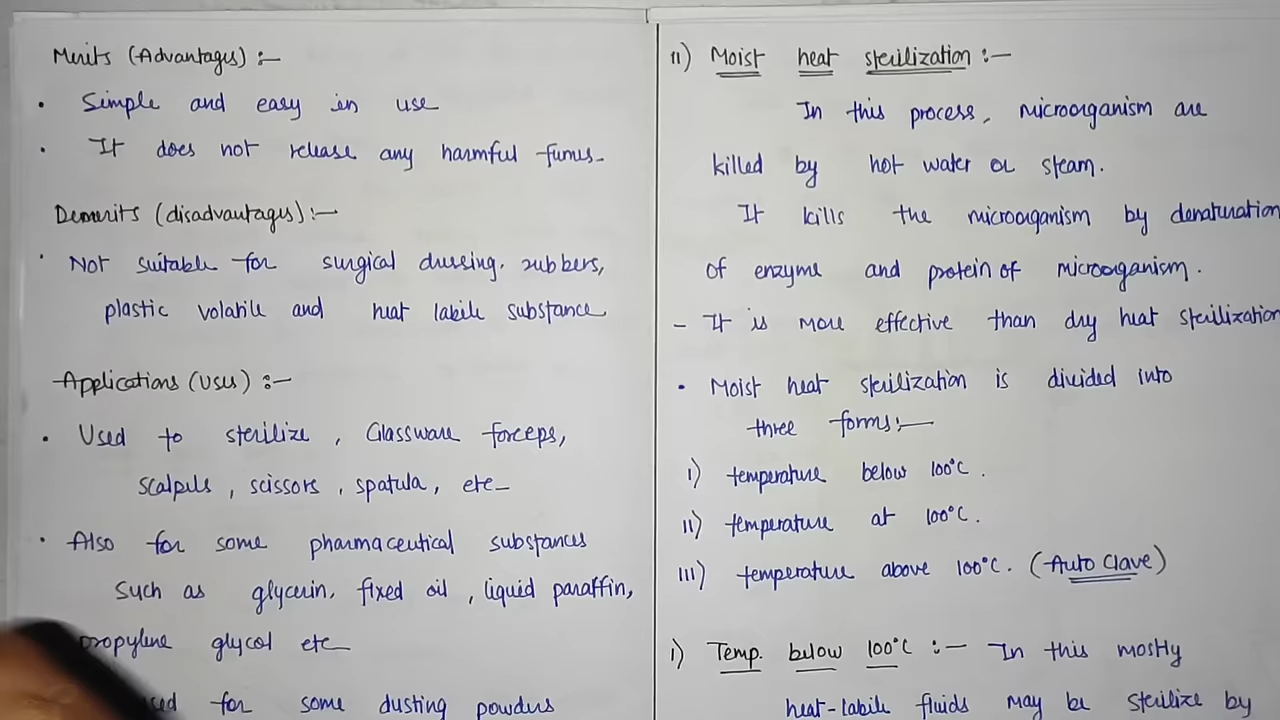 Merits (Advantages) :-
• Simple and easy in use
• It does not release any harmful fumes-
Demerits (disadvantages) :-
• Not suitable for surgical dressing. rubbers,
plastic volatile and heat labile substance
Applications (uses) :-
• Used to sterilize, Glassware forceps,
scalpels, scissors, spatula, etc-
• Also for some pharmaceutical substances
such as glycerin, fixed oil, liquid paraffin,
propylene glycol etc
for some dusting powders
II) Moist heat sterilization :-
In this process, microorganism are
killed by hot water or steam.
It kills the microorganism by denaturation
of enzyme and protein of microorganism.
- It is more effective than dry heat sterilization
• Moist heat sterilization is divided into
three forms:-
I) temperature below 100°C.
II) temperature at 100°C.
III) temperature above 100°C. (Auto clave)
I) Temp. below 100°C :- In this mostly
heat-labile fluids may be sterilize by